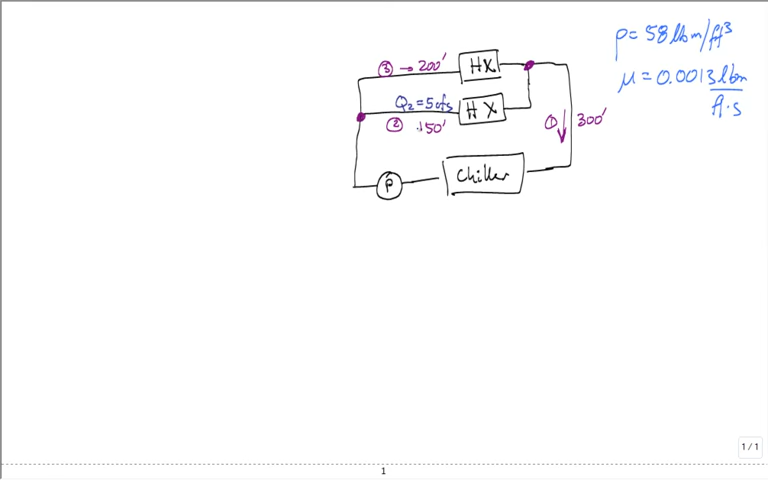 ③ → 200'
HX
Q₂ = 5 cfs
HX
② 150'
① ↓ 300'
P
Chiller
ρ = 58 lbm/ft³
μ = 0.0013 lbm
ft·s
1/1
1